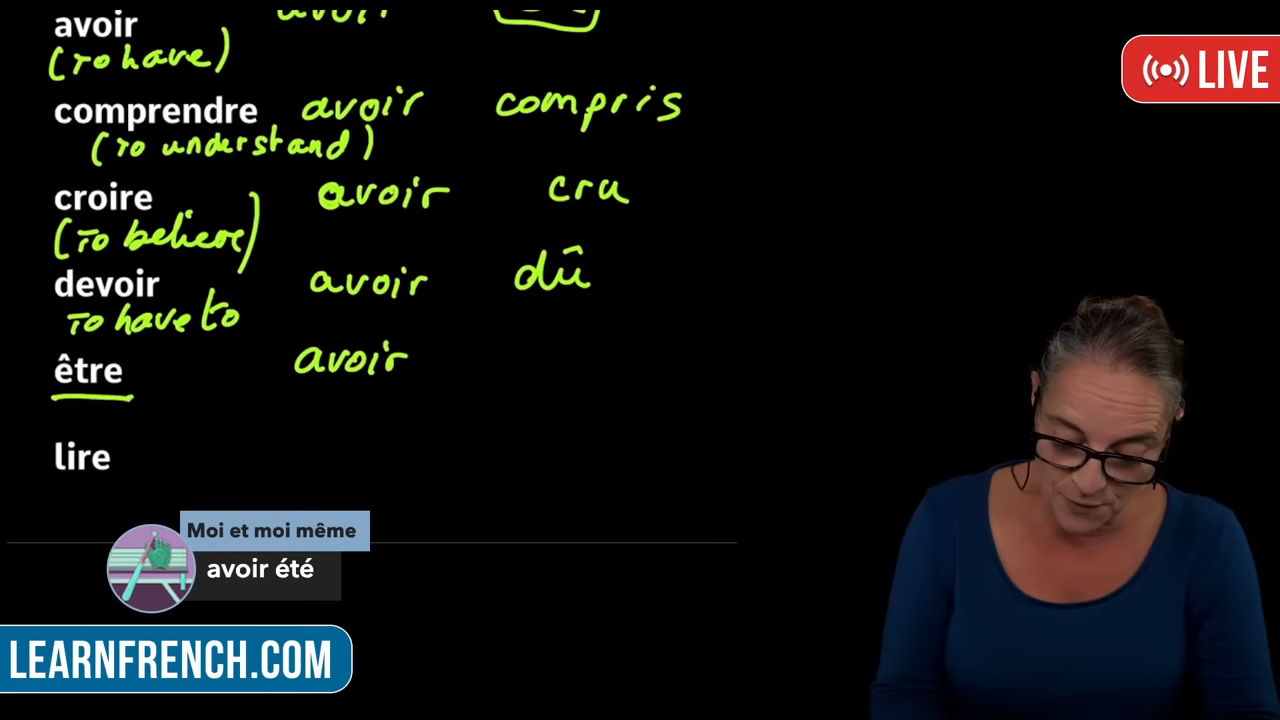 avoir avoir
(To have)
comprendre avoir compris
(To understand)
croire avoir cru
(To believe)
devoir avoir dû
To have to
être avoir
lire
Moi et moi même
avoir été
LEARNFRENCH.COM
LIVE